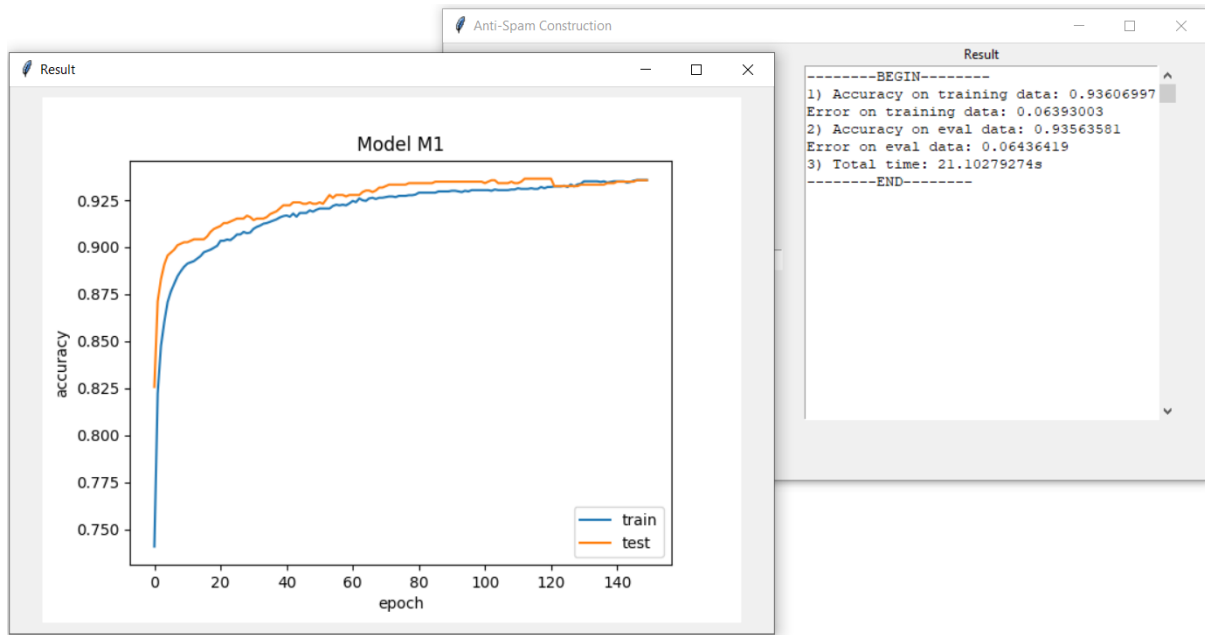 Anti-Spam Construction
Result
--------BEGIN--------
1) Accuracy on training data: 0.93606997
Error on training data: 0.06393003
2) Accuracy on eval data: 0.93563581
Error on eval data: 0.06436419
3) Total time: 21.10279274s
--------END--------
Result
Model M1
accuracy
0.925
0.900
0.875
0.850
0.825
0.800
0.775
0.750
train
test
0 20 40 60 80 100 120 140
epoch